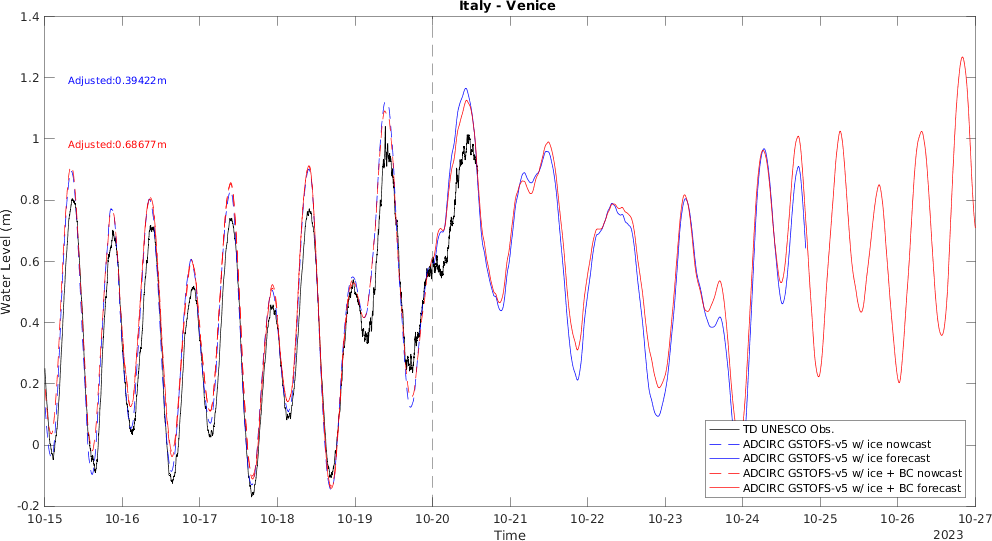 Italy - Venice
Adjusted:0.39422m
Adjusted:0.68677m
Water Level (m)
1.4
1.2
1
0.8
0.6
0.4
0.2
0
-0.2
TD UNESCO Obs.
ADCIRC GSTOFS-v5 w/ ice nowcast
ADCIRC GSTOFS-v5 w/ ice forecast
ADCIRC GSTOFS-v5 w/ ice + BC nowcast
ADCIRC GSTOFS-v5 w/ ice + BC forecast
10-15 10-16 10-17 10-18 10-19 10-20 10-21 10-22 10-23 10-24 10-25 10-26 10-27
Time
2023